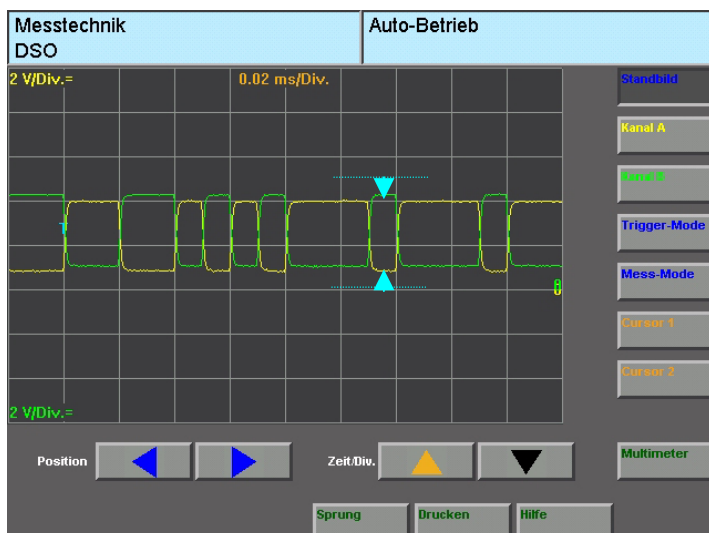 Messtechnik
DSO
Auto-Betrieb
2 V/Div.=
0.02 ms/Div.
2 V/Div.=
Standbild
Kanal A
Kanal B
Trigger-Mode
Mess-Mode
Cursor 1
Cursor 2
Multimeter
Position
Zeit/Div.
Sprung
Drucken
Hilfe